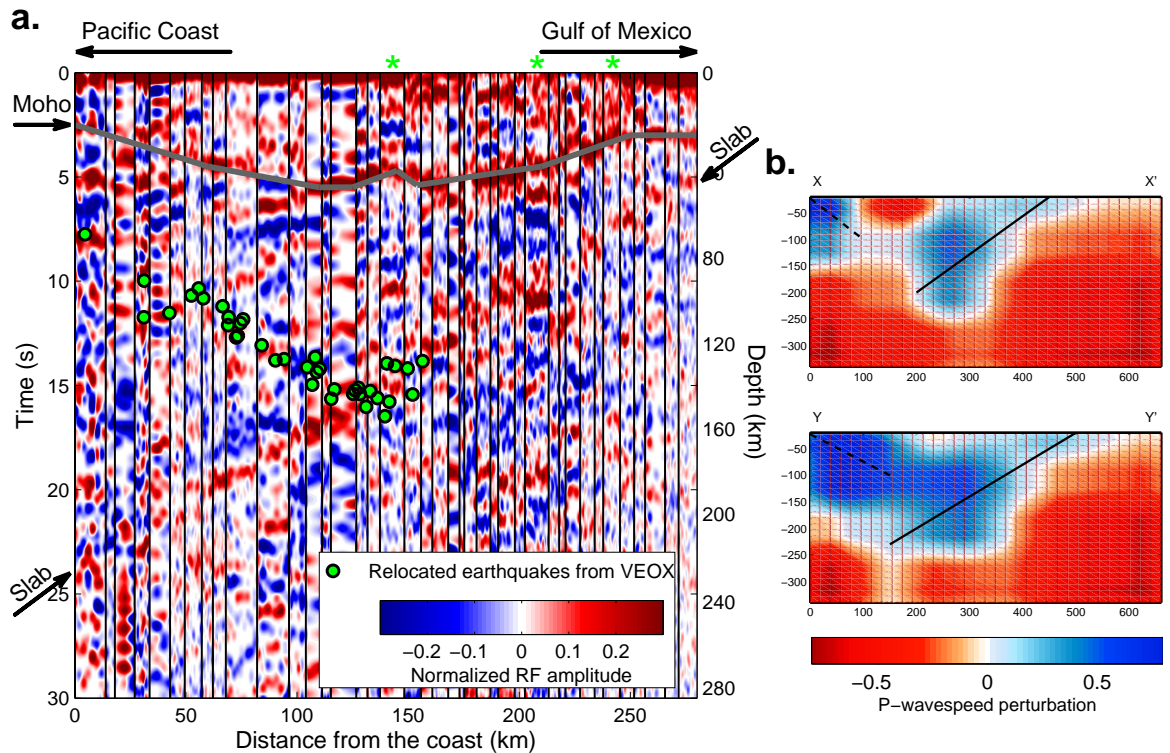 a.
Pacific Coast
Gulf of Mexico
* * *
Moho
Slab
Slab
0
5
10
15
20
25
30
Time (s)
0
80
120
160
200
240
280
Depth (km)
0 50 100 150 200 250
Distance from the coast (km)
Relocated earthquakes from VEOX
−0.2 −0.1 0 0.1 0.2
Normalized RF amplitude
b.
X X'
−50
−100
−150
−200
−250
−300
0 100 200 300 400 500 600
Y Y'
−50
−100
−150
−200
−250
−300
0 100 200 300 400 500 600
−0.5 0 0.5
P−wavespeed perturbation